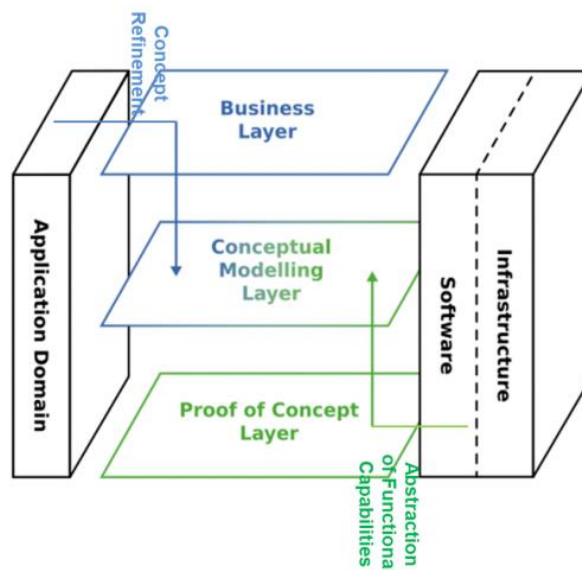 Concept
Refinement
Business
Layer
Application Domain
Conceptual
Modelling
Layer
Software
Infrastructure
Proof of Concept
Layer
Abstraction
of Functiona
Capabilities